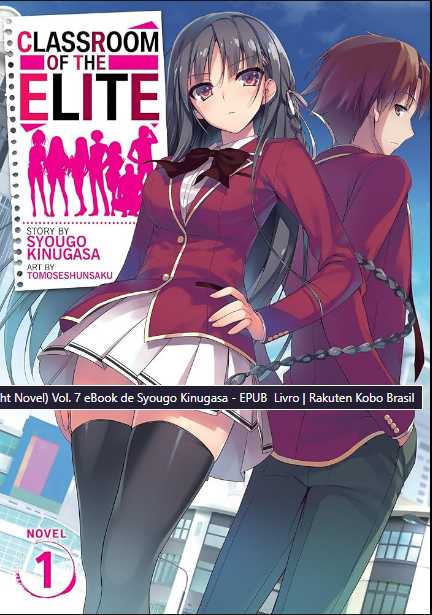 CLASSROOM
OF THE
ELITE
STORY BY
SYOUGO
KINUGASA
ART BY
TOMOSESHUNSAKU
ht Novel) Vol. 7 eBook de Syougo Kinugasa - EPUB Livro | Rakuten Kobo Brasil
NOVEL
1